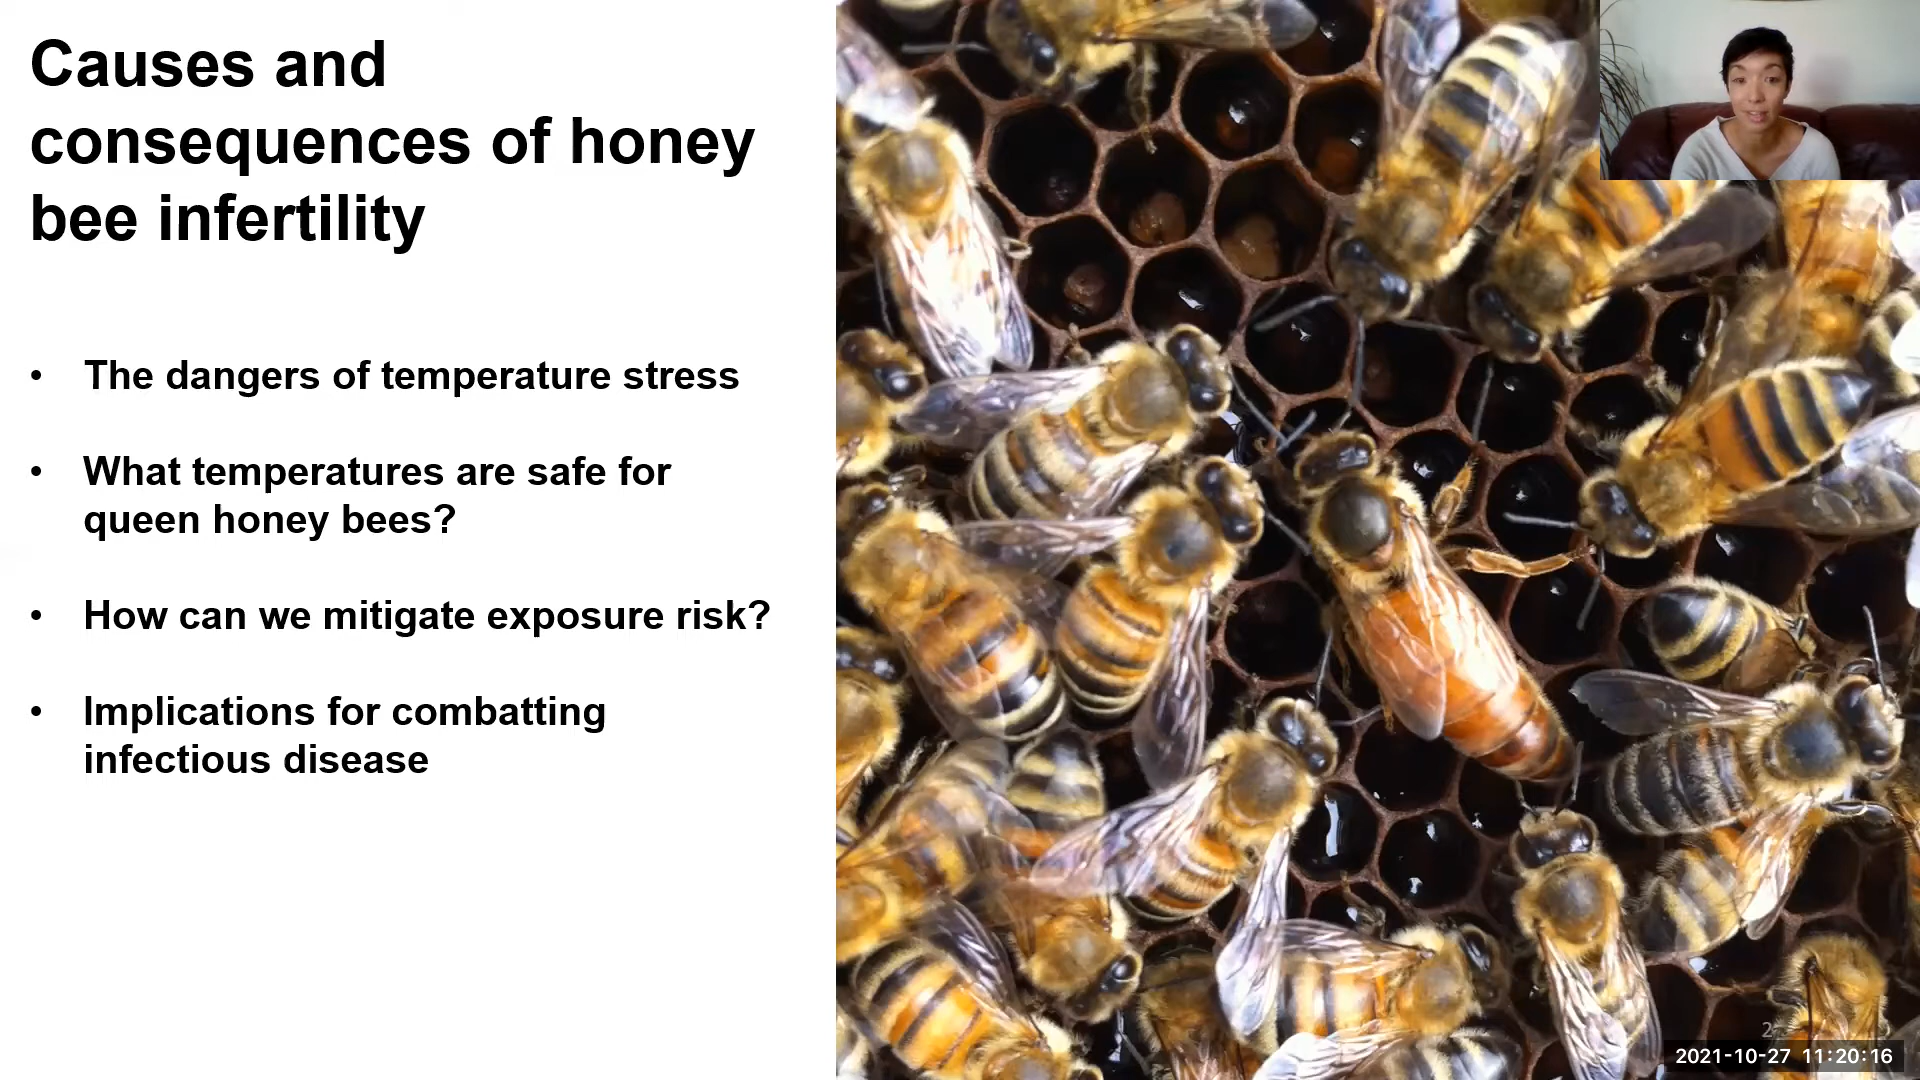 Causes and
consequences of honey
bee infertility
• The dangers of temperature stress
• What temperatures are safe for
queen honey bees?
• How can we mitigate exposure risk?
• Implications for combatting
infectious disease
2
2021-10-27 11:20:16